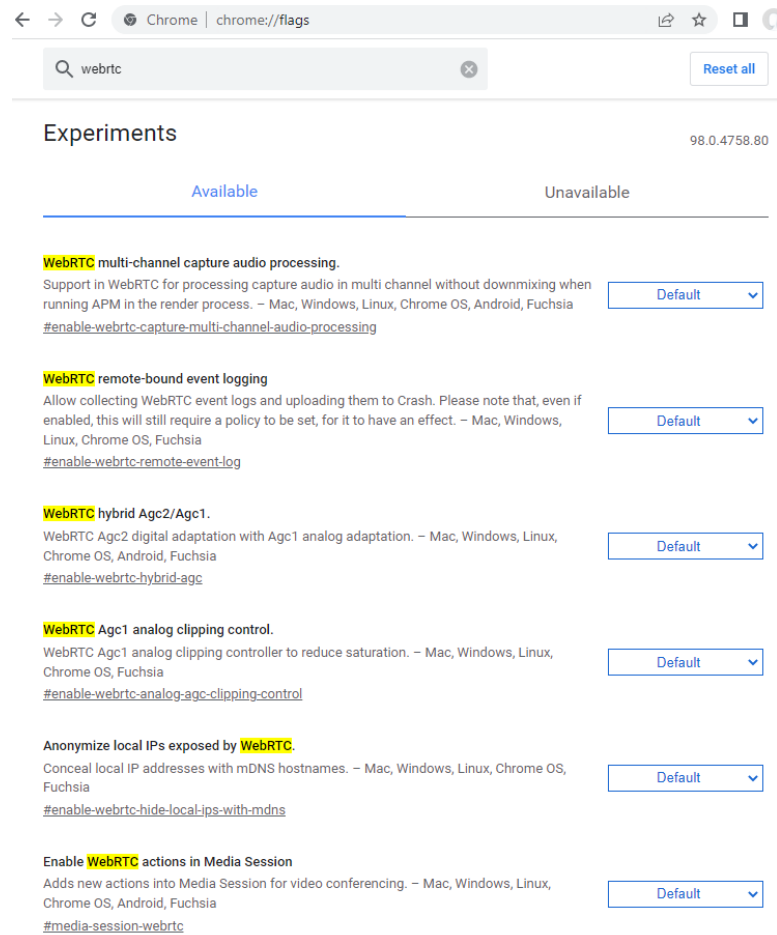 Chrome | chrome://flags
webrtc
Reset all
Experiments
98.0.4758.80
Available
Unavailable
WebRTC multi-channel capture audio processing.
Support in WebRTC for processing capture audio in multi channel without downmixing when
running APM in the render process. – Mac, Windows, Linux, Chrome OS, Android, Fuchsia
#enable-webrtc-capture-multi-channel-audio-processing
Default
WebRTC remote-bound event logging
Allow collecting WebRTC event logs and uploading them to Crash. Please note that, even if
enabled, this will still require a policy to be set, for it to have an effect. – Mac, Windows,
Linux, Chrome OS, Fuchsia
#enable-webrtc-remote-event-log
Default
WebRTC hybrid Agc2/Agc1.
WebRTC Agc2 digital adaptation with Agc1 analog adaptation. – Mac, Windows, Linux,
Chrome OS, Android, Fuchsia
#enable-webrtc-hybrid-agc
Default
WebRTC Agc1 analog clipping control.
WebRTC Agc1 analog clipping controller to reduce saturation. – Mac, Windows, Linux,
Chrome OS, Fuchsia
#enable-webrtc-analog-agc-clipping-control
Default
Anonymize local IPs exposed by WebRTC.
Conceal local IP addresses with mDNS hostnames. – Mac, Windows, Linux, Chrome OS,
Fuchsia
#enable-webrtc-hide-local-ips-with-mdns
Default
Enable WebRTC actions in Media Session
Adds new actions into Media Session for video conferencing. – Mac, Windows, Linux,
Chrome OS, Android, Fuchsia
#media-session-webrtc
Default